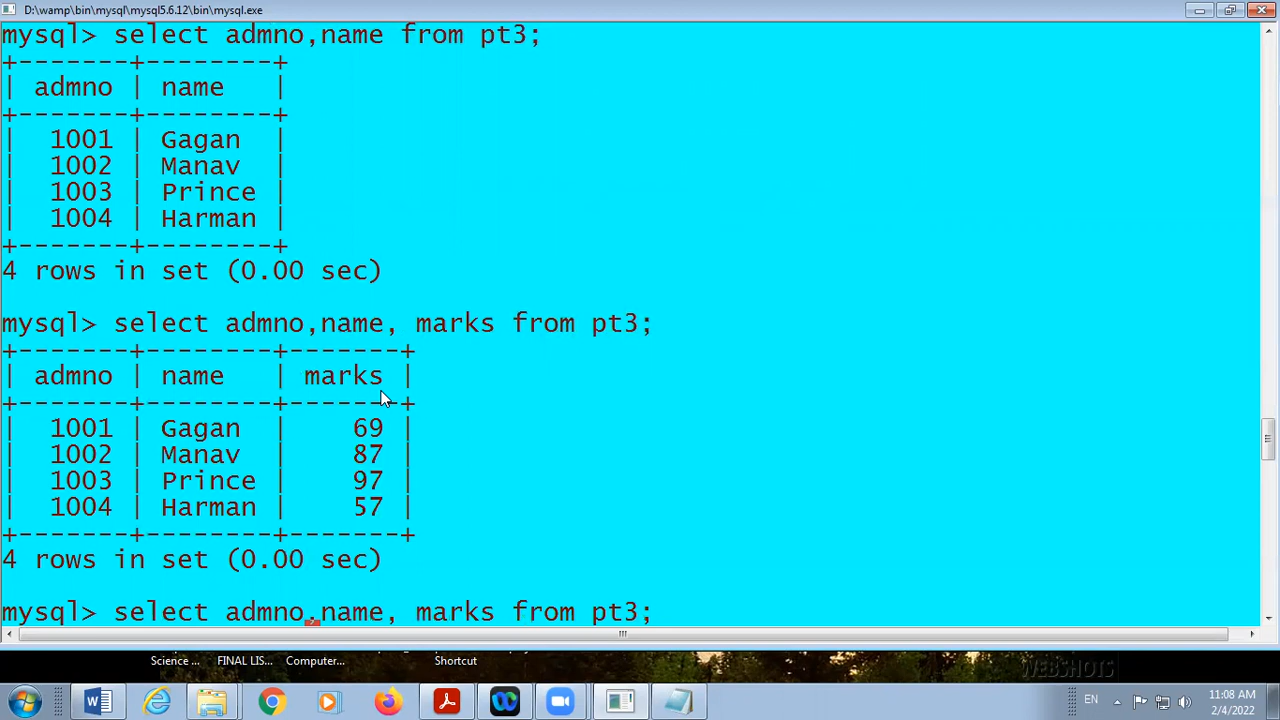 D:\wamp\bin\mysql\mysql5.6.12\bin\mysql.exe
mysql> select admno,name from pt3;
+-------+--------+
| admno | name   |
+-------+--------+
|  1001 | Gagan  |
|  1002 | Manav  |
|  1003 | Prince |
|  1004 | Harman |
+-------+--------+
4 rows in set (0.00 sec)
mysql> select admno,name, marks from pt3;
+-------+--------+-------+
| admno | name   | marks |
+-------+--------+-------+
|  1001 | Gagan  |    69 |
|  1002 | Manav  |    87 |
|  1003 | Prince |    97 |
|  1004 | Harman |    57 |
+-------+--------+-------+
4 rows in set (0.00 sec)
mysql> select admno,name, marks from pt3;
Science ... FINAL LIS... Computer... Shortcut
WEBSHOTS
EN
11:08 AM
2/4/2022